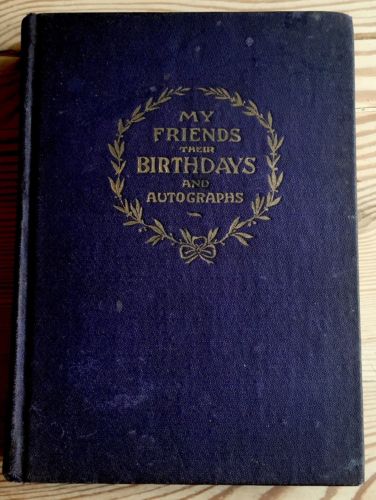 MY
FRIENDS
THEIR
BIRTHDAYS
AND
AUTOGRAPHS